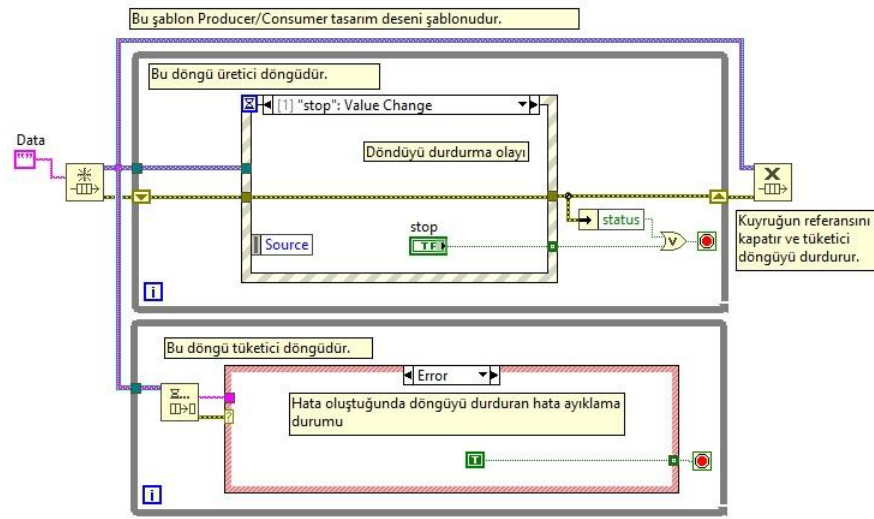 Bu şablon Producer/Consumer tasarım deseni şablonudur.
Bu döngü üretici döngüdür.
[1] "stop": Value Change
Data
Döndüyü durdurma olayı
stop
status
TF
Source
V
Kuyruğun referansını
kapatır ve tüketici
döngüyü durdurur.
i
Bu döngü tüketici döngüdür.
Error
Hata oluştuğunda döngüyü durduran hata ayıklama
durumu
?
T
i